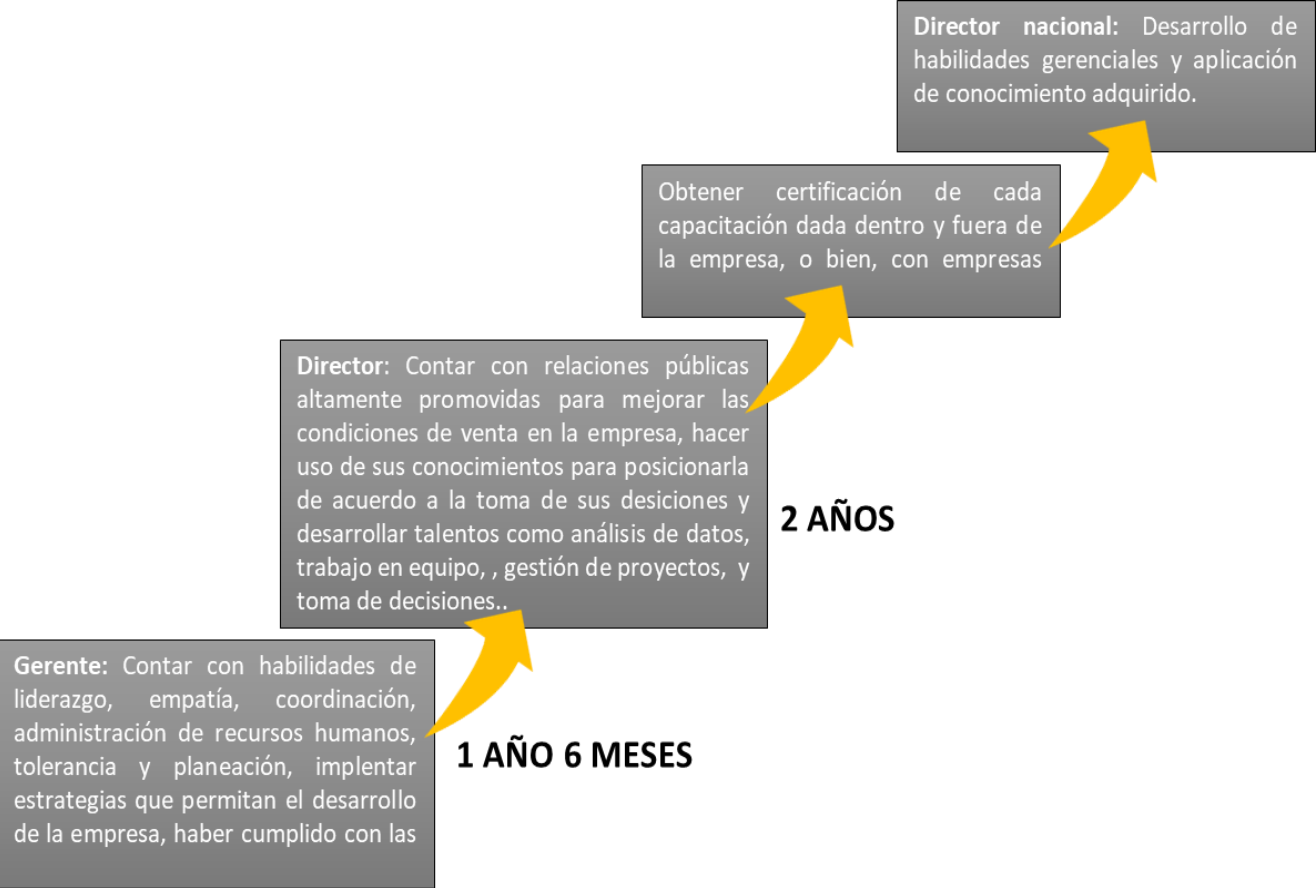 Director nacional: Desarrollo de
habilidades gerenciales y aplicación
de conocimiento adquirido.
Obtener certificación de cada
capacitación dada dentro y fuera de
la empresa, o bien, con empresas
Director: Contar con relaciones públicas
altamente promovidas para mejorar las
condiciones de venta en la empresa, hacer
uso de sus conocimientos para posicionarla
de acuerdo a la toma de sus desiciones y
desarrollar talentos como análisis de datos,
trabajo en equipo, , gestión de proyectos, y
toma de decisiones..
2 AÑOS
Gerente: Contar con habilidades de
liderazgo, empatía, coordinación,
administración de recursos humanos,
tolerancia y planeación, implentar
estrategias que permitan el desarrollo
de la empresa, haber cumplido con las
1 AÑO 6 MESES